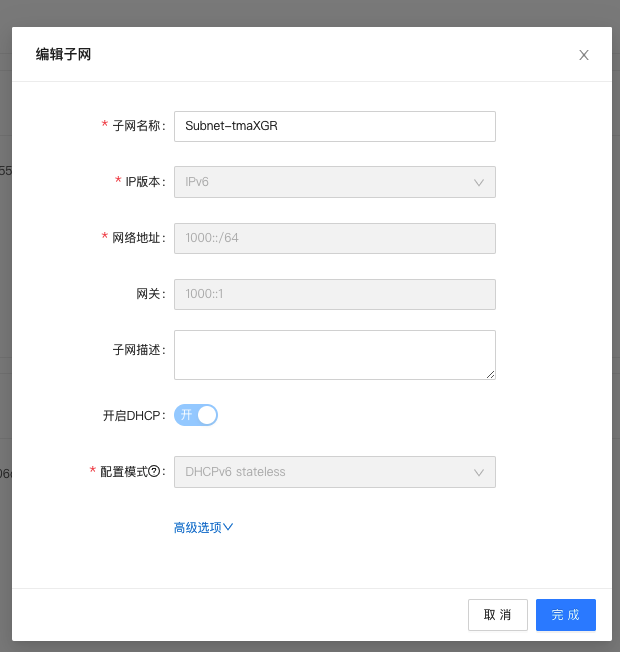 编辑子网
* 子网名称： Subnet-tmaXGR
* IP版本： IPv6
55
* 网络地址： 1000::/64
网关： 1000::1
子网描述：
开启DHCP： 开
* 配置模式?： DHCPv6 stateless
高级选项
取 消 完 成